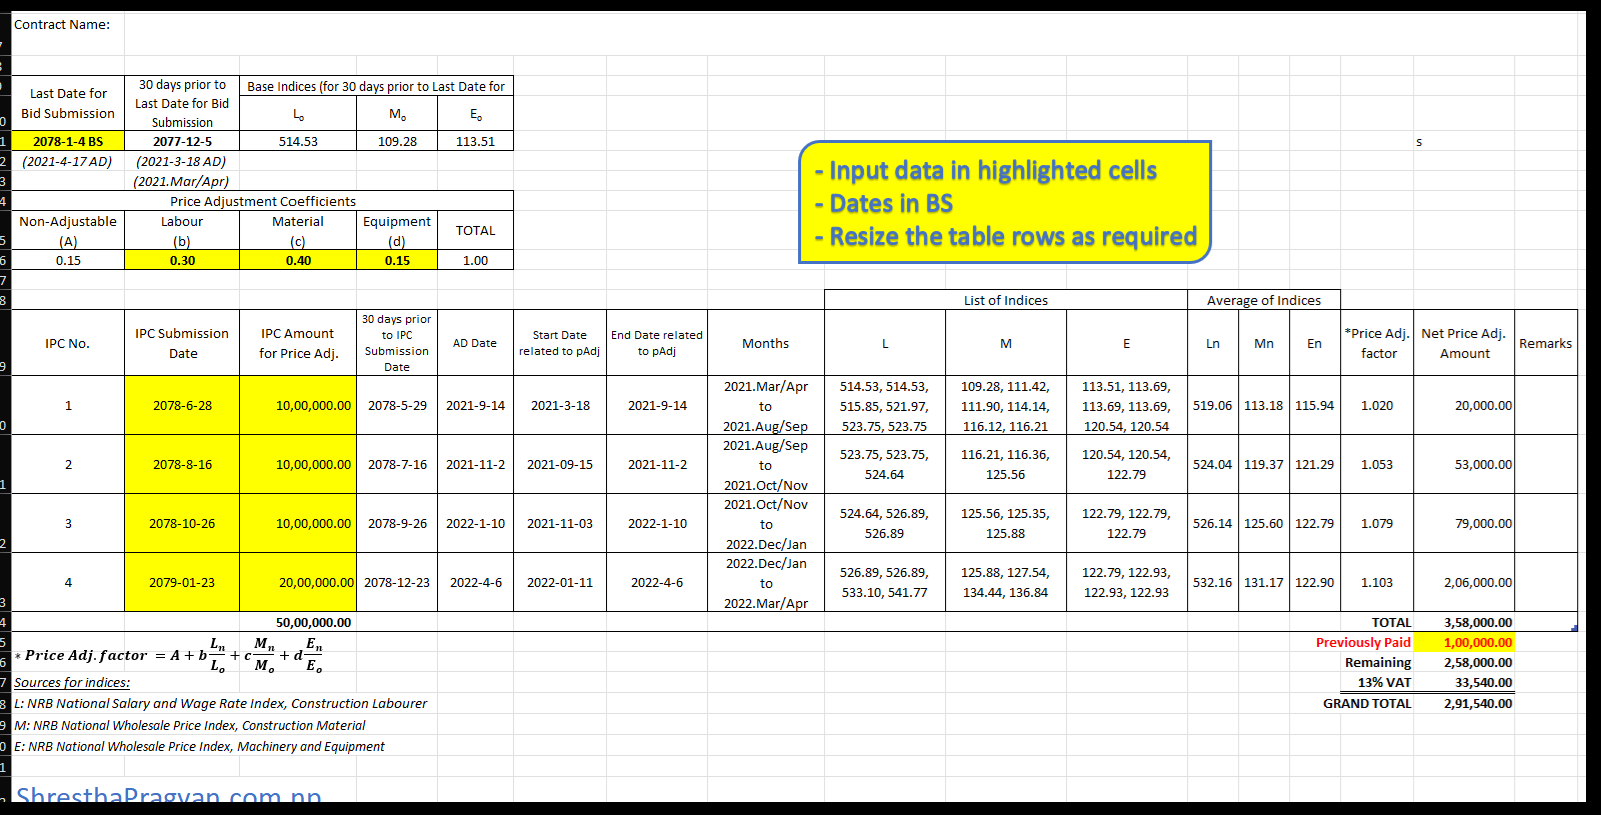 Contract Name:
Last Date for Bid Submission
30 days prior to Last Date for Bid Submission
Base Indices (for 30 days prior to Last Date for
Lo
Mo
Eo
2078-1-4 BS
2077-12-5
514.53
109.28
113.51
s
(2021-4-17 AD)
(2021-3-18 AD)
(2021.Mar/Apr)
- Input data in highlighted cells
- Dates in BS
- Resize the table rows as required
Price Adjustment Coefficients
Non-Adjustable (A)
Labour (b)
Material (c)
Equipment (d)
TOTAL
0.15
0.30
0.40
0.15
1.00
List of Indices
Average of Indices
IPC No.
IPC Submission Date
IPC Amount for Price Adj.
30 days prior to IPC Submission Date
AD Date
Start Date related to pAdj
End Date related to pAdj
Months
L
M
E
Ln
Mn
En
*Price Adj. factor
Net Price Adj. Amount
Remarks
1
2078-6-28
10,00,000.00
2078-5-29
2021-9-14
2021-3-18
2021-9-14
2021.Mar/Apr to 2021.Aug/Sep
514.53, 514.53, 515.85, 521.97, 523.75, 523.75
109.28, 111.42, 111.90, 114.14, 116.12, 116.21
113.51, 113.69, 113.69, 113.69, 120.54, 120.54
519.06
113.18
115.94
1.020
20,000.00
2
2078-8-16
10,00,000.00
2078-7-16
2021-11-2
2021-09-15
2021-11-2
2021.Aug/Sep to 2021.Oct/Nov
523.75, 523.75, 524.64
116.21, 116.36, 125.56
120.54, 120.54, 122.79
524.04
119.37
121.29
1.053
53,000.00
3
2078-10-26
10,00,000.00
2078-9-26
2022-1-10
2021-11-03
2022-1-10
2021.Oct/Nov to 2022.Dec/Jan
524.64, 526.89, 526.89
125.56, 125.35, 125.88
122.79, 122.79, 122.79
526.14
125.60
122.79
1.079
79,000.00
4
2079-01-23
20,00,000.00
2078-12-23
2022-4-6
2022-01-11
2022-4-6
2022.Dec/Jan to 2022.Mar/Apr
526.89, 526.89, 533.10, 541.77
125.88, 127.54, 134.44, 136.84
122.79, 122.93, 122.93, 122.93
532.16
131.17
122.90
1.103
2,06,000.00
50,00,000.00
TOTAL 3,58,000.00
Previously Paid 1,00,000.00
Remaining 2,58,000.00
13% VAT 33,540.00
GRAND TOTAL 2,91,540.00
* Price Adj. factor = A + b Ln/Lo + c Mn/Mo + d En/Eo
Sources for indices:
L: NRB National Salary and Wage Rate Index, Construction Labourer
M: NRB National Wholesale Price Index, Construction Material
E: NRB National Wholesale Price Index, Machinery and Equipment
ShresthaPragyan.com.np